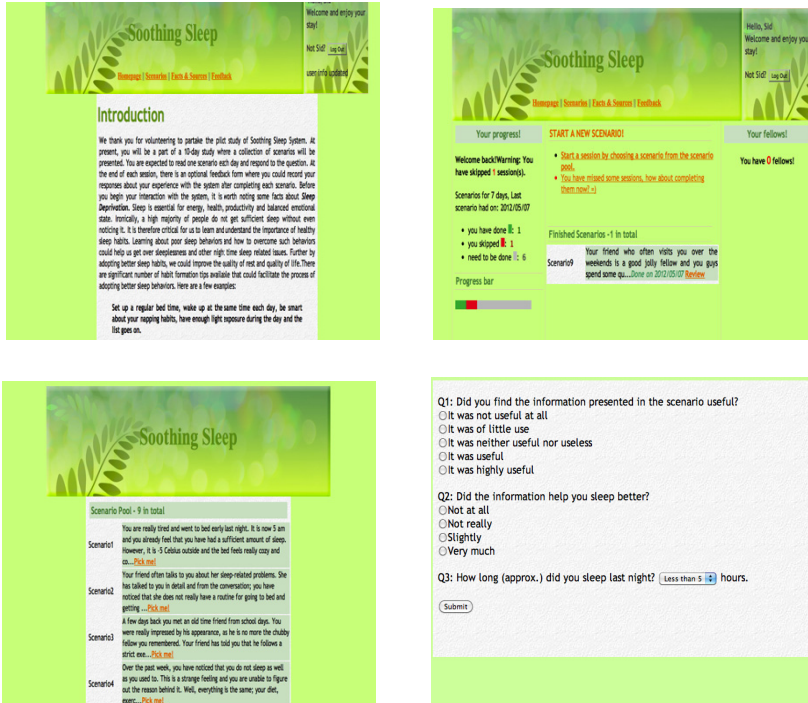 Welcome and enjoy your
stay!
Soothing Sleep
Not Sid? Log Out
Homepage | Scenarios | Facts & Sources | Feedback
user info updated
Introduction
We thank you for volunteering to partake the pilot study of Soothing Sleep System. At
present, you will be a part of a 10-day study where a collection of scenarios will be
presented. You are expected to read one scenario each day and respond to the question. At
the end of each session, there is an optional feedback form where you could record your
responses about your experience with the system after completing each scenario. Before
you begin your interaction with the system, it is worth noting some facts about Sleep
Deprivation. Sleep is essential for energy, health, productivity and balanced emotional
state. Ironically, a high majority of people do not get sufficient sleep without even
noticing it. It is therefore critical for us to learn and understand the importance of healthy
sleep habits. Learning about poor sleep behaviors and how to overcome such behaviors
could help us get over sleeplessness and other nigh time sleep related issues. Further by
adopting better sleep habits, we could improve the quality of rest and quality of life.There
are significant number of habit formation tips available that could facilitate the process of
adopting better sleep behaviors. Here are a few examples:
Set up a regular bed time, wake up at the same time each day, be smart
about your napping habits, have enough light exposure during the day and the
list goes on.
Hello, Sid
Welcome and enjoy you
stay!
Soothing Sleep
Not Sid? Log Out
Homepage | Scenarios | Facts & Sources | Feedback
Your progress!
Welcome back!Warning: You
have skipped 1 session(s).
Scenarios for 7 days, Last
scenario had on: 2012/05/07
you have done : 1
you skipped : 1
need to be done : 6
Progress bar
START A NEW SCENARIO!
Start a session by choosing a scenario from the scenario
pool.
You have missed some sessions, how about completing
them now? =)
Finished Scenarios -1 in total
Scenario9
Your friend who often visits you over the
weekends is a good jolly fellow and you guys
spend some qu...Done on 2012/05/07 Review
Your fellows!
You have 0 fellows!
Soothing Sleep
Scenario Pool - 9 in total
Scenario1
You are really tired and went to bed early last night. It is now 5 am
and you already feel that you have had a sufficient amount of sleep.
However, it is -5 Celsius outside and the bed feels really cozy and
co...Pick me!
Scenario2
Your friend often talks to you about her sleep-related problems. She
has talked to you in detail and from the conversation; you have
noticed that she does not really have a routine for going to bed and
getting ...Pick me!
Scenario3
A few days back you met an old time friend from school days. You
were really impressed by his appearance, as he is no more the chubby
fellow you remembered. Your friend has told you that he follows a
strict exe...Pick me!
Scenario4
Over the past week, you have noticed that you do not sleep as well
as you used to. This is a strange feeling and you are unable to figure
out the reason behind it. Well, everything is the same; your diet,
exerc...Pick me!
Q1: Did you find the information presented in the scenario useful?
It was not useful at all
It was of little use
It was neither useful nor useless
It was useful
It was highly useful
Q2: Did the information help you sleep better?
Not at all
Not really
Slightly
Very much
Q3: How long (approx.) did you sleep last night? Less than 5 hours.
Submit